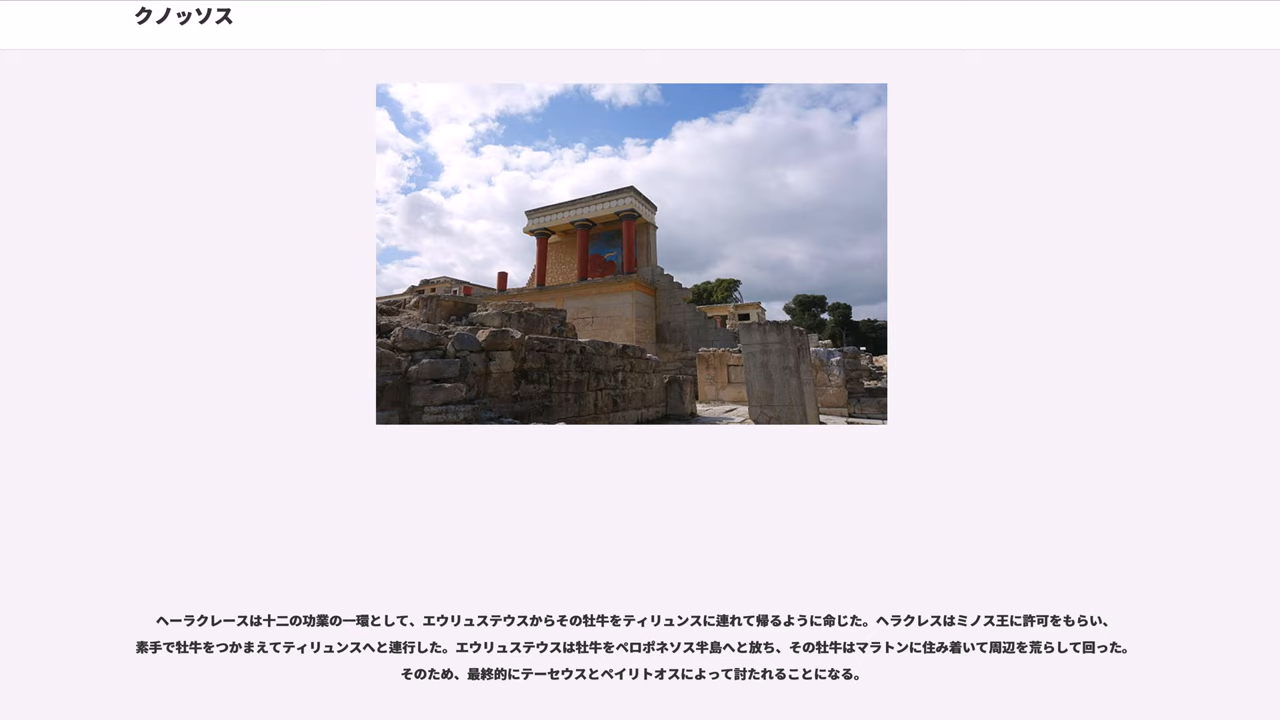 クノッソス
ヘーラクレースは十二の功業の一環として、エウリュステウスからその牡牛をティリュンスに連れて帰るように命じた。ヘラクレスはミノス王に許可をもらい、
素手で牡牛をつかまえてティリュンスへと連行した。エウリュステウスは牡牛をペロポネソス半島へと放ち、その牡牛はマラトンに住み着いて周辺を荒らして回った。
そのため、最終的にテーセウスとペイリトオスによって討たれることになる。